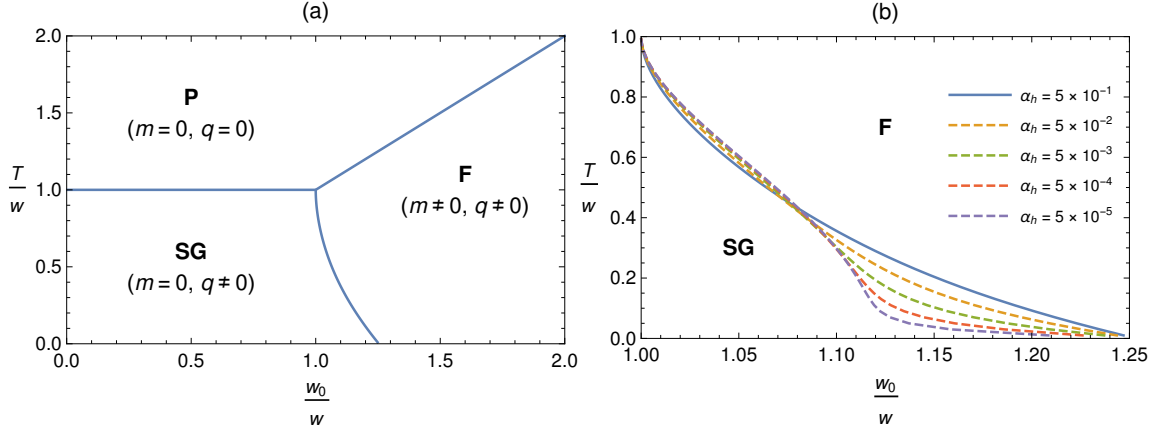 (a)
2.0
1.5
1.0
0.5
0.0
T
w
P
(m = 0, q = 0)
F
(m ≠ 0, q ≠ 0)
SG
(m = 0, q ≠ 0)
0.0 0.5 1.0 1.5 2.0
w₀
w
(b)
1.0
0.8
0.6
0.4
0.2
0.0
T
w
F
SG
αₕ = 5 × 10⁻¹
αₕ = 5 × 10⁻²
αₕ = 5 × 10⁻³
αₕ = 5 × 10⁻⁴
αₕ = 5 × 10⁻⁵
1.00 1.05 1.10 1.15 1.20 1.25
w₀
w